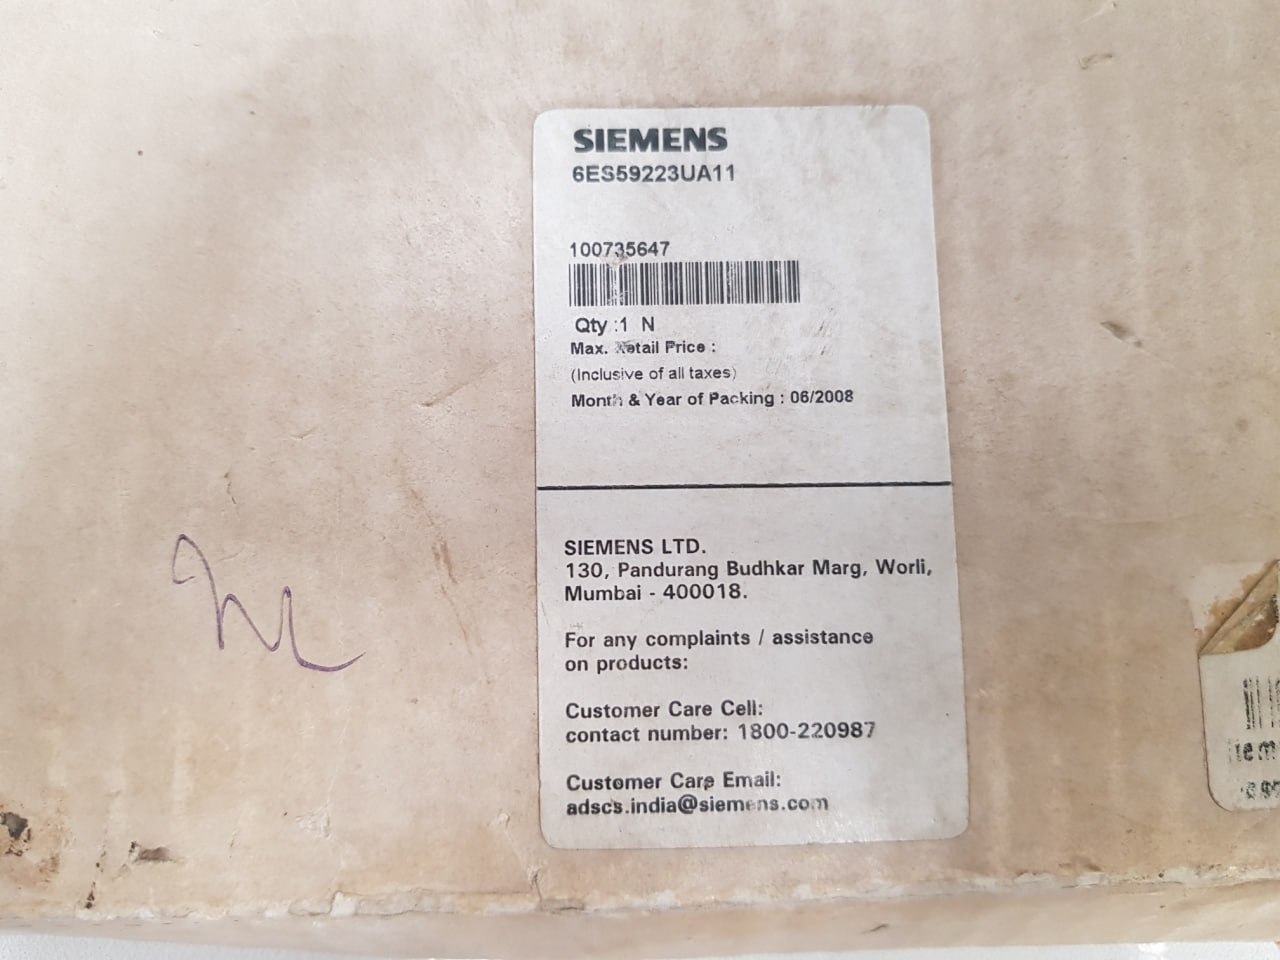 SIEMENS
6ES59223UA11
100735647
Qty :1 N
Max. Retail Price :
(Inclusive of all taxes)
Month & Year of Packing : 06/2008
SIEMENS LTD.
130, Pandurang Budhkar Marg, Worli,
Mumbai - 400018.
For any complaints / assistance
on products:
Customer Care Cell:
contact number: 1800-220987
Customer Care Email:
adscs.india@siemens.com